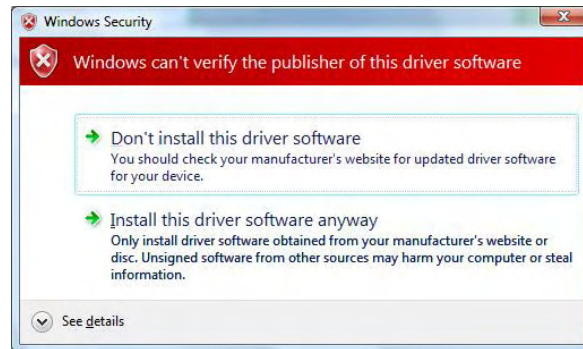 Windows Security
Windows can't verify the publisher of this driver software
Don't install this driver software
You should check your manufacturer's website for updated driver software
for your device.
Install this driver software anyway
Only install driver software obtained from your manufacturer's website or
disc. Unsigned software from other sources may harm your computer or steal
information.
See details